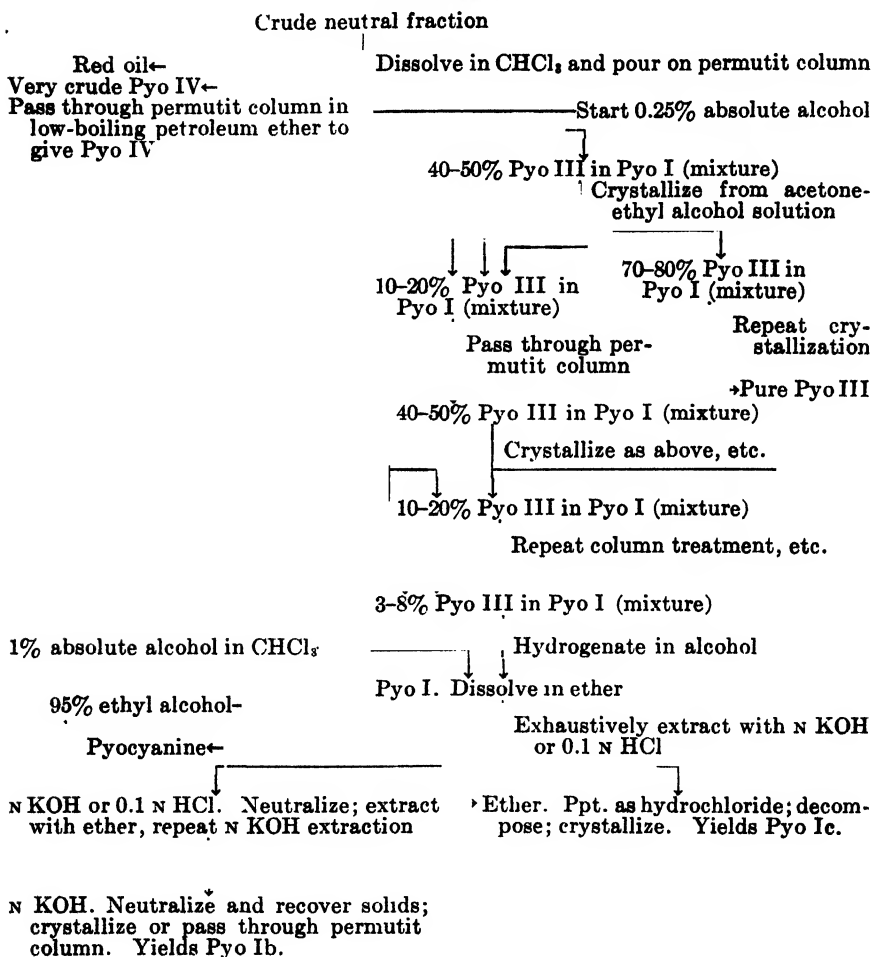 Crude neutral fraction
Red oil←
Dissolve in CHCl₃ and pour on permutit column
Very crude Pyo IV←
Pass through permutit column in
low-boiling petroleum ether to
give Pyo IV
Start 0.25% absolute alcohol
40–50% Pyo III in Pyo I (mixture)
Crystallize from acetone-
ethyl alcohol solution
10–20% Pyo III in
Pyo I (mixture)
70–80% Pyo III in
Pyo I (mixture)
Pass through per-
mutit column
Repeat cry-
stallization
→Pure Pyo III
40–50% Pyo III in Pyo I (mixture)
Crystallize as above, etc.
10–20% Pyo III in Pyo I (mixture)
Repeat column treatment, etc.
3–8% Pyo III in Pyo I (mixture)
1% absolute alcohol in CHCl₃
Hydrogenate in alcohol
Pyo I. Dissolve in ether
95% ethyl alcohol–
Exhaustively extract with N KOH
or 0.1 N HCl
Pyocyanine←
N KOH or 0.1 N HCl. Neutralize; extract
with ether, repeat N KOH extraction
Ether. Ppt. as hydrochloride; decom-
pose; crystallize. Yields Pyo Ic.
N KOH. Neutralize and recover solids;
crystallize or pass through permutit
column. Yields Pyo Ib.